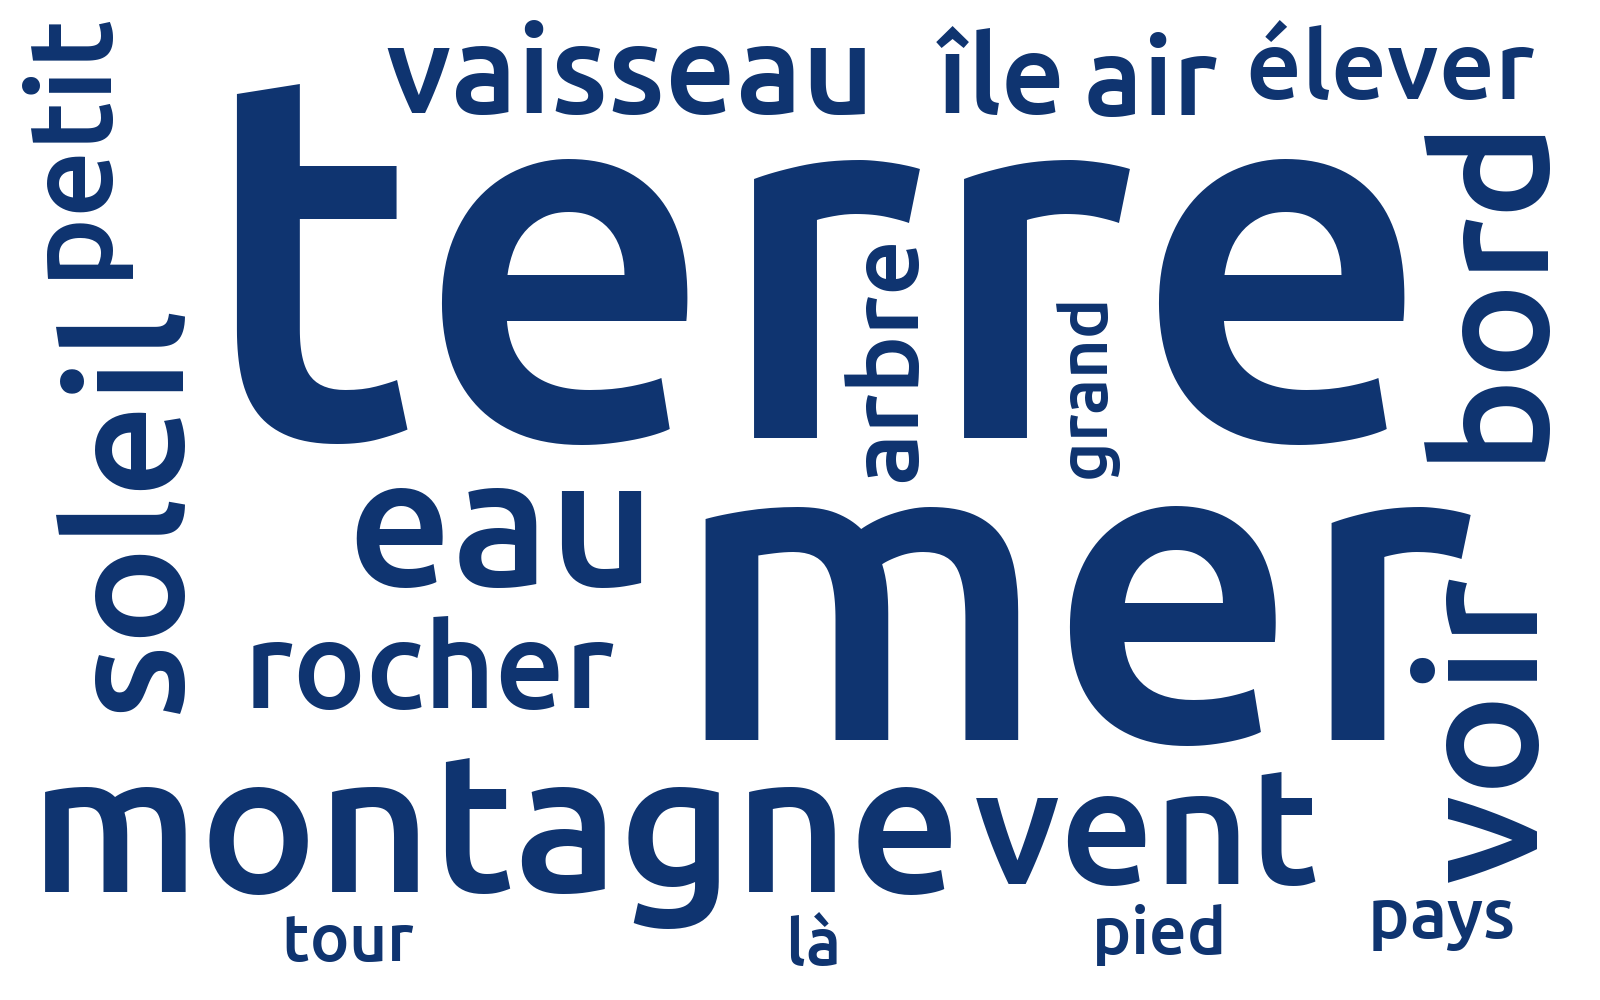 petit
vaisseau
île
air
élever
terre
bord
arbre
grand
soleil
eau
mer
rocher
voir
montagne
vent
tour
là
pied
pays